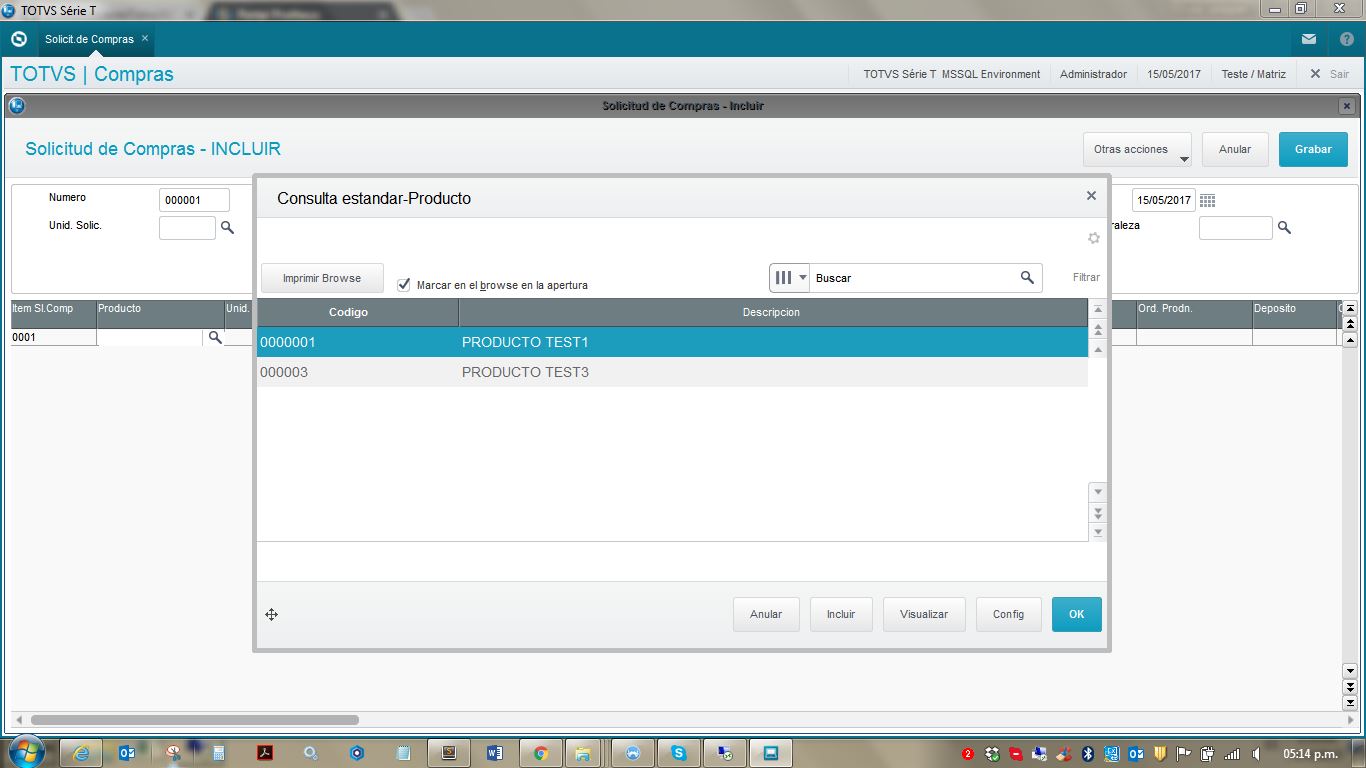 TOTVS Série T
Solicit.de Compras
TOTVS | Compras
TOTVS Série T MSSQL Environment
Administrador
15/05/2017
Teste / Matriz
Sair
Solicitud de Compras - Incluir
Solicitud de Compras - INCLUIR
Otras acciones
Anular
Grabar
Numero
000001
15/05/2017
Unid. Solic.
raleza
Consulta estandar-Producto
Imprimir Browse
Marcar en el browse en la apertura
Buscar
Filtrar
Item Sl.Comp
Producto
Unid.
Ord. Prodn.
Deposito
0001
Codigo
Descripcion
0000001
PRODUCTO TEST1
000003
PRODUCTO TEST3
Anular
Incluir
Visualizar
Config
OK
2
05:14 p.m.